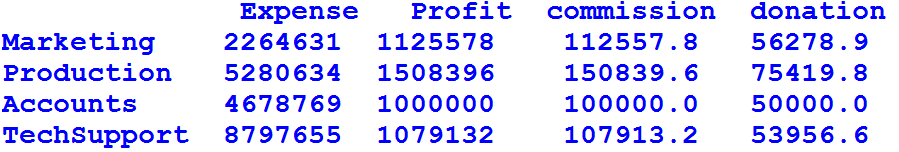 Expense Profit commission donation
Marketing 2264631 1125578 112557.8 56278.9
Production 5280634 1508396 150839.6 75419.8
Accounts 4678769 1000000 100000.0 50000.0
TechSupport 8797655 1079132 107913.2 53956.6